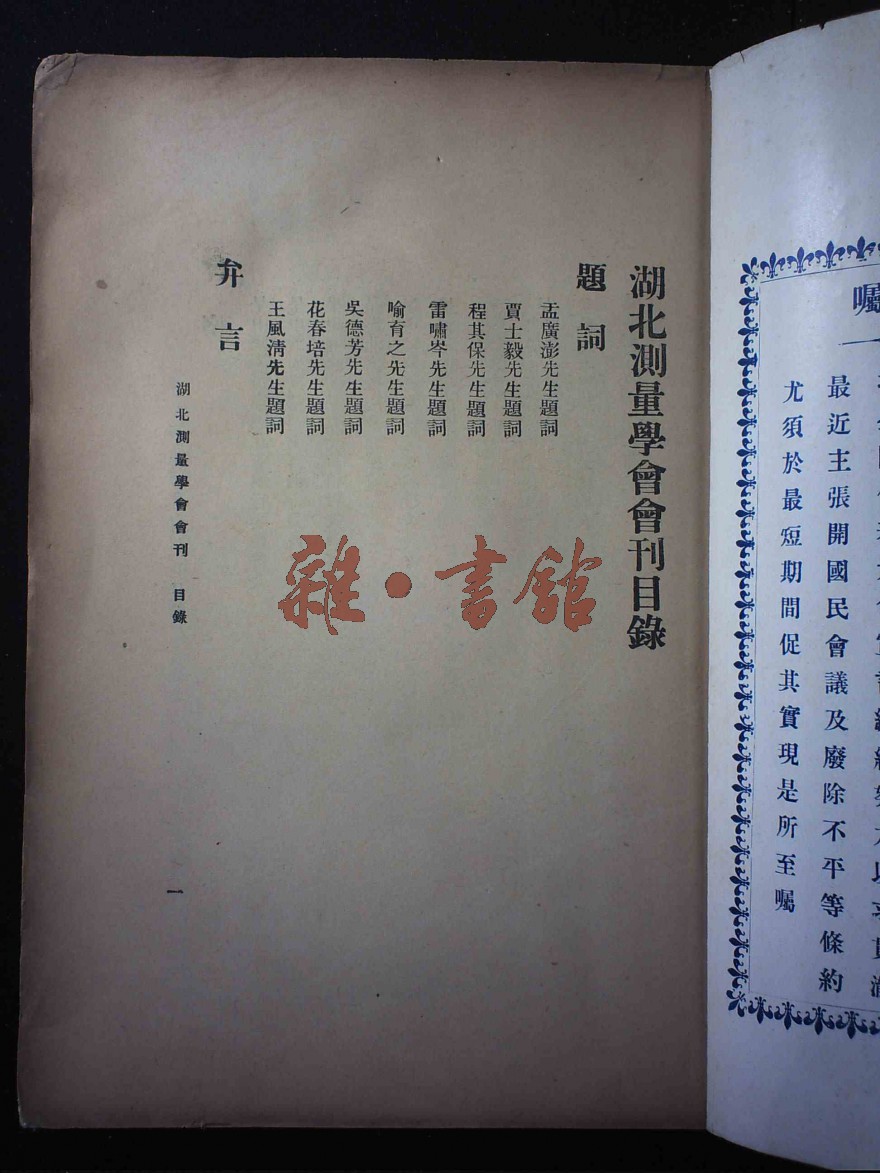 囑
最近主張開國民會議及廢除不平等條約
尤須於最短期間促其實現是所至囑
湖北測量學會會刊目錄
題詞
孟廣澎先生題詞
賈士毅先生題詞
程其保先生題詞
雷嘯岑先生題詞
喻育之先生題詞
吳德芳先生題詞
花春培先生題詞
王風清先生題詞
弁言
湖北測量學會會刊 目錄
一
雜·書館